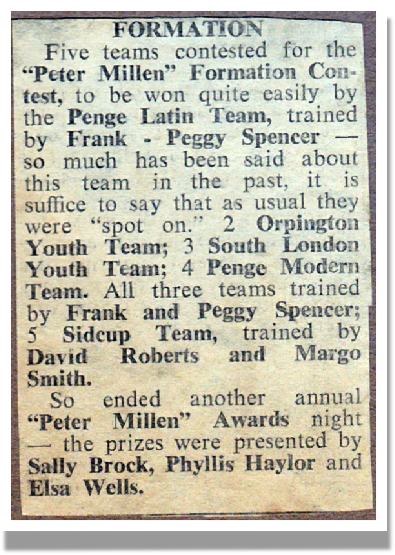 FORMATION
Five teams contested for the
“Peter Millen” Formation Con-
test, to be won quite easily by
the Penge Latin Team, trained
by Frank - Peggy Spencer —
so much has been said about
this team in the past, it is
suffice to say that as usual they
were “spot on.” 2 Orpington
Youth Team; 3 South London
Youth Team; 4 Penge Modern
Team. All three teams trained
by Frank and Peggy Spencer;
5 Sidcup Team, trained by
David Roberts and Margo
Smith.
So ended another annual
“Peter Millen” Awards night
— the prizes were presented by
Sally Brock, Phyllis Haylor and
Elsa Wells.